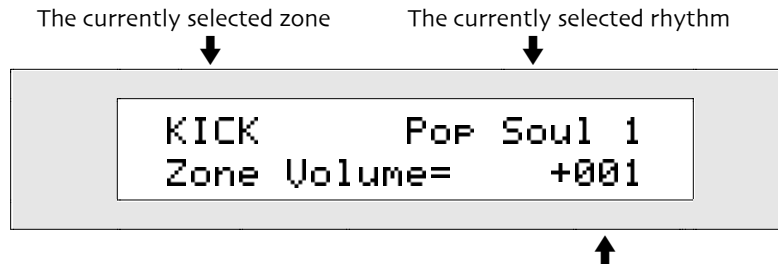 The currently selected zone The currently selected rhythm
KICK Pop Soul 1
Zone Volume= +001